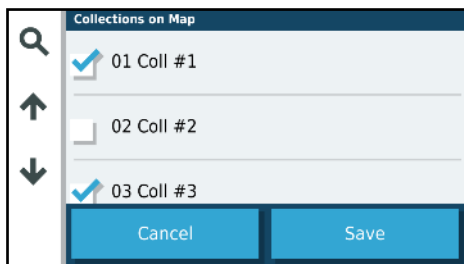 Collections on Map
01 Coll #1
02 Coll #2
03 Coll #3
Cancel Save